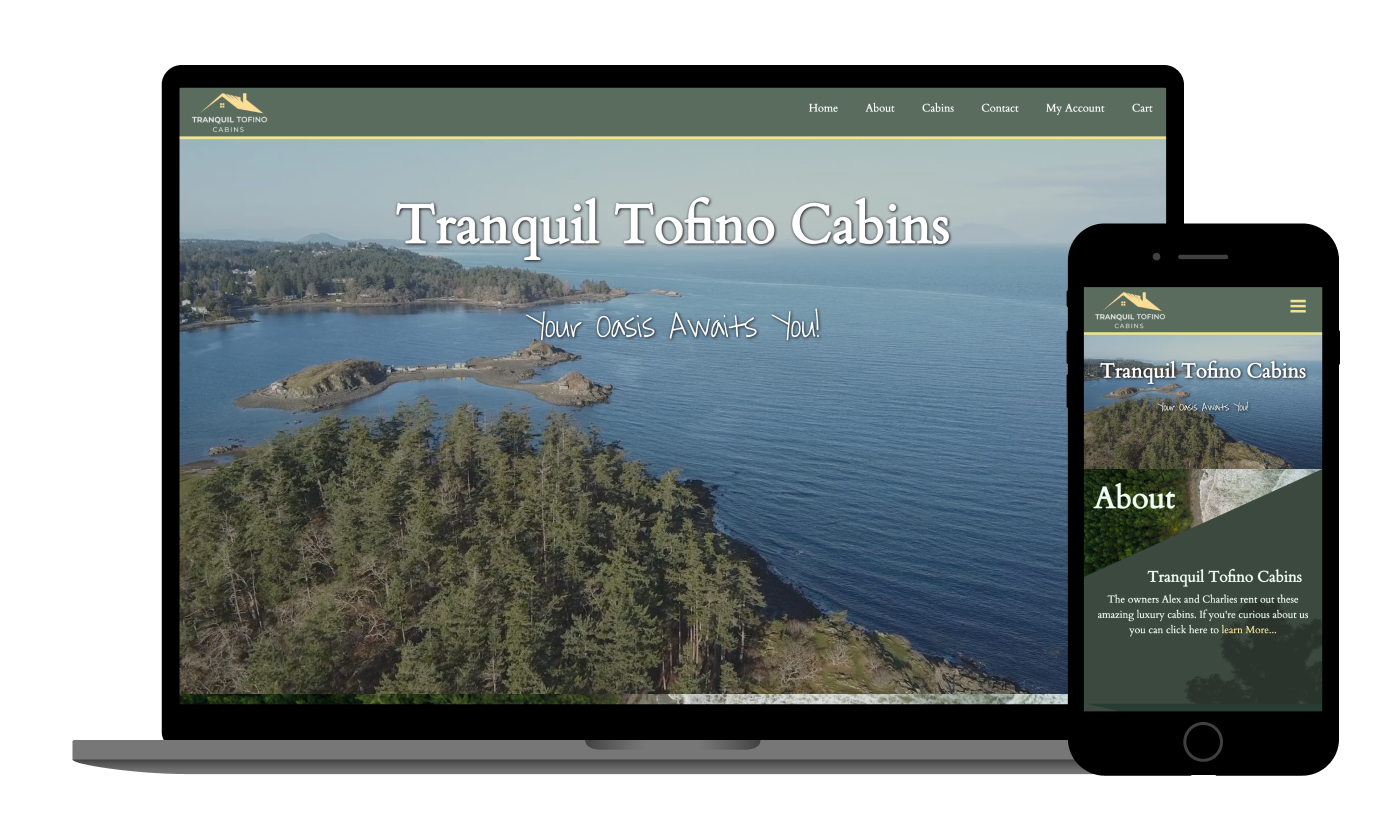 TRANQUIL TOFINO
CABINS
Home About Cabins Contact My Account Cart
Tranquil Tofino Cabins
Your Oasis Awaits You!
TRANQUIL TOFINO
CABINS
Tranquil Tofino Cabins
Your Oasis Awaits You!
About
Tranquil Tofino Cabins
The owners Alex and Charlies rent out these
amazing luxury cabins. If you're curious about us
you can click here to learn More...